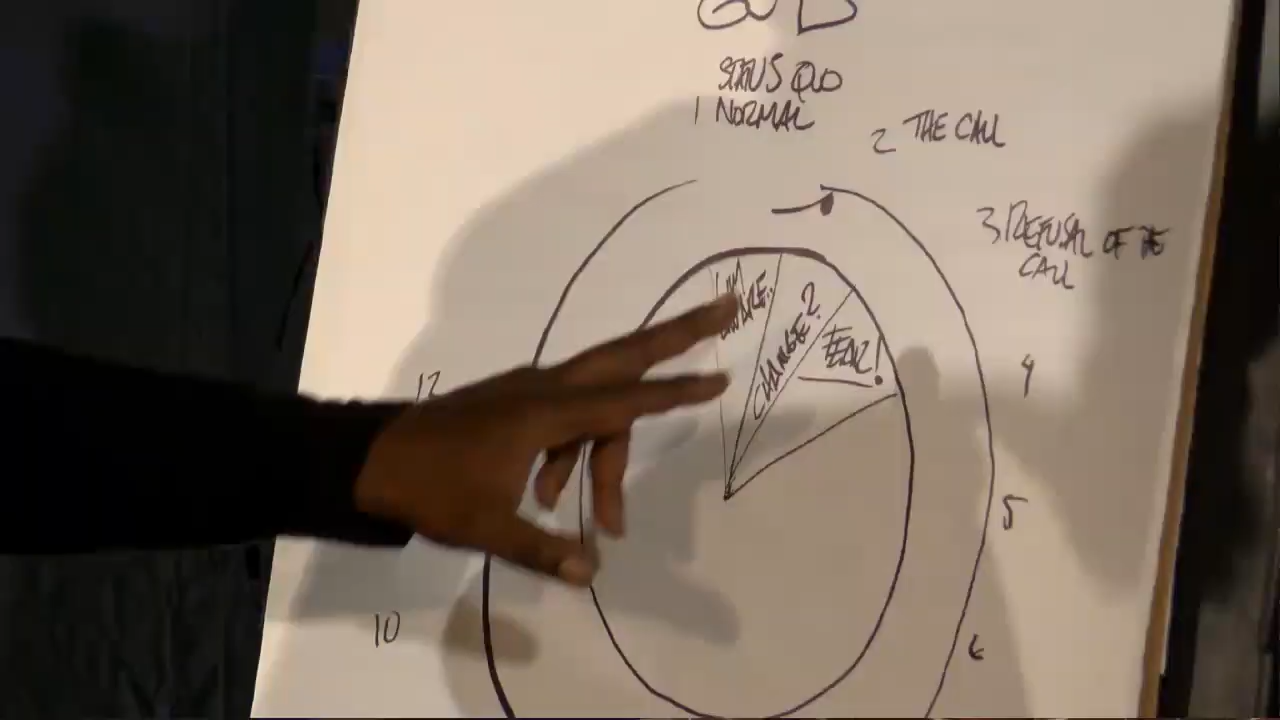 STATUS QUO
1 NORMAL
2 THE CALL
3 REFUSAL OF THE
CALL
CHANGE?
FEAR!
4
12
5
10
6